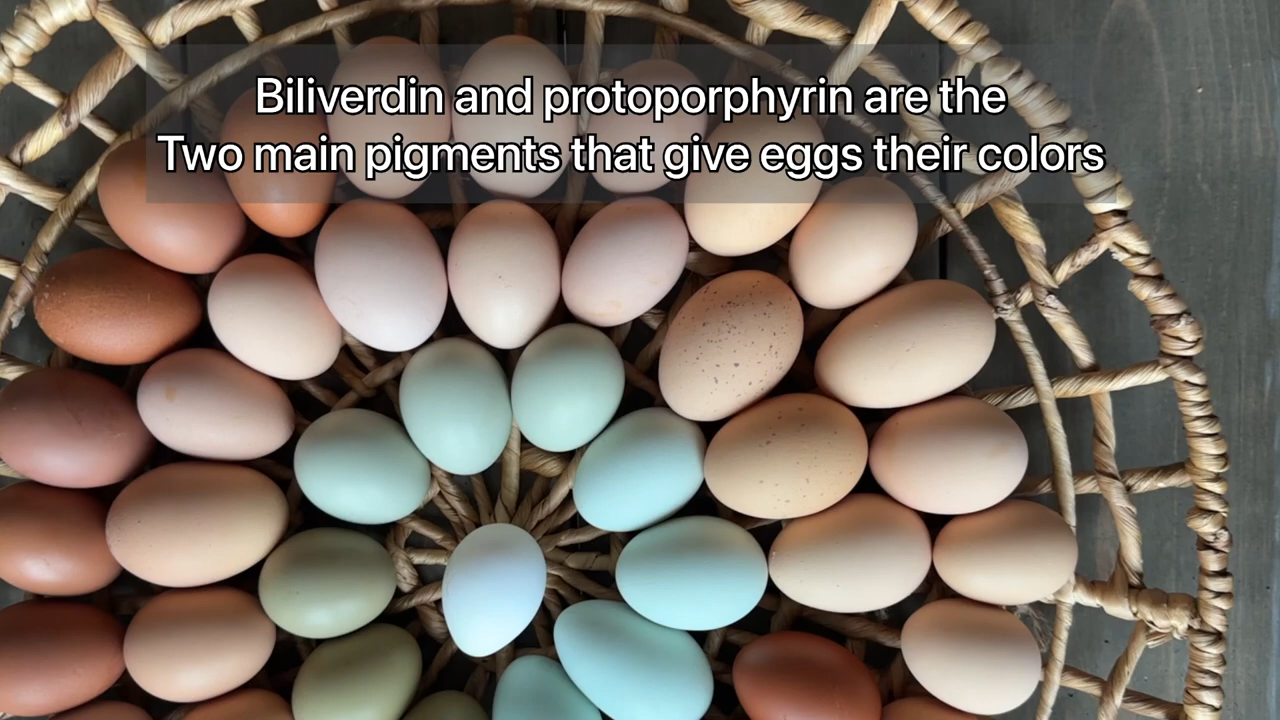 Biliverdin and protoporphyrin are the
Two main pigments that give eggs their colors